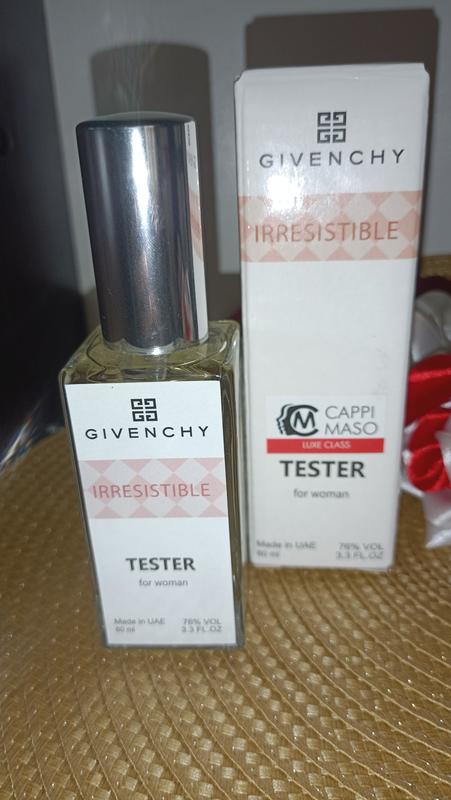 GIVENCHY
IRRESISTIBLE
TESTER
for woman
Made in UAE 76% VOL
60 ml 3.3 FL.OZ
GIVENCHY
IRRESISTIBLE
CAPPI
MASO
LUXE CLASS
TESTER
for woman
Made in UAE 76% VOL
60 ml 3.3 FL.OZ